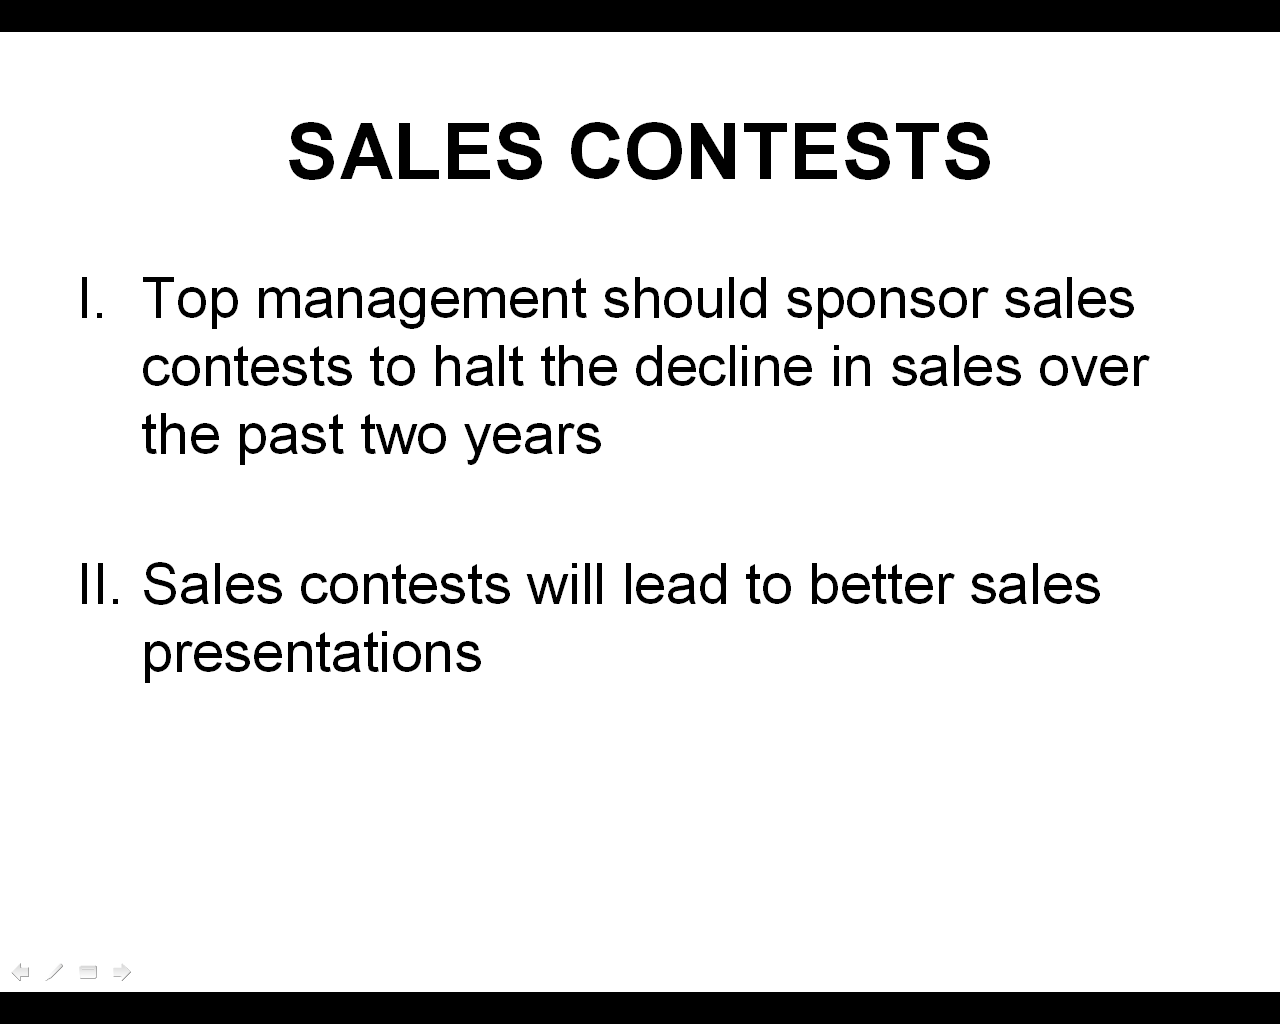 SALES CONTESTS
I. Top management should sponsor sales
contests to halt the decline in sales over
the past two years
II. Sales contests will lead to better sales
presentations